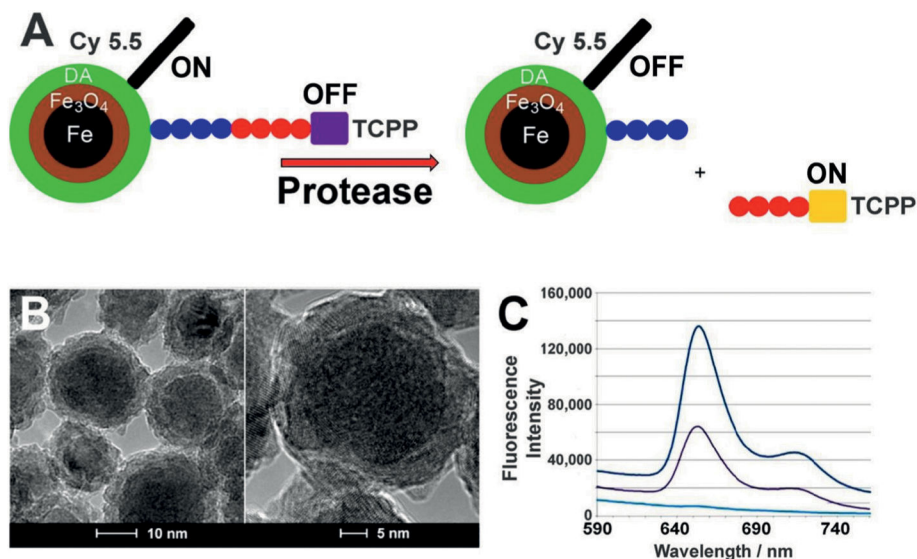 A
Cy 5.5
ON
DA
Fe3O4
Fe
OFF
TCPP
Protease
Cy 5.5
OFF
DA
Fe3O4
Fe
+
ON
TCPP
B
10 nm
5 nm
C
Fluorescence
Intensity
160,000
120,000
80,000
40,000
0
590
640
690
740
Wavelength / nm